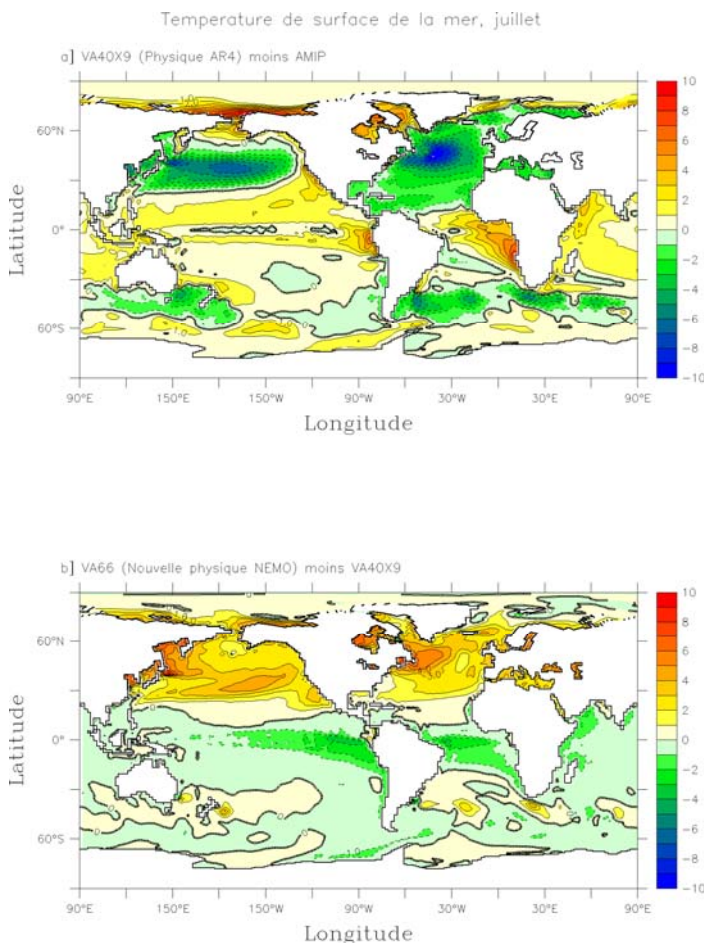 Temperature de surface de la mer, juillet
a] VA40X9 (Physique AR4) moins AMIP
10
8
6
4
2
0
-2
-4
-6
-8
-10
60°N
0°
60°S
Latitude
90°E 150°E 150°W 90°W 30°W 30°E 90°E
Longitude
b] VA66 (Nouvelle physique NEMO) moins VA40X9
10
8
6
4
2
0
-2
-4
-6
-8
-10
60°N
0°
60°S
Latitude
90°E 150°E 150°W 90°W 30°W 30°E 90°E
Longitude